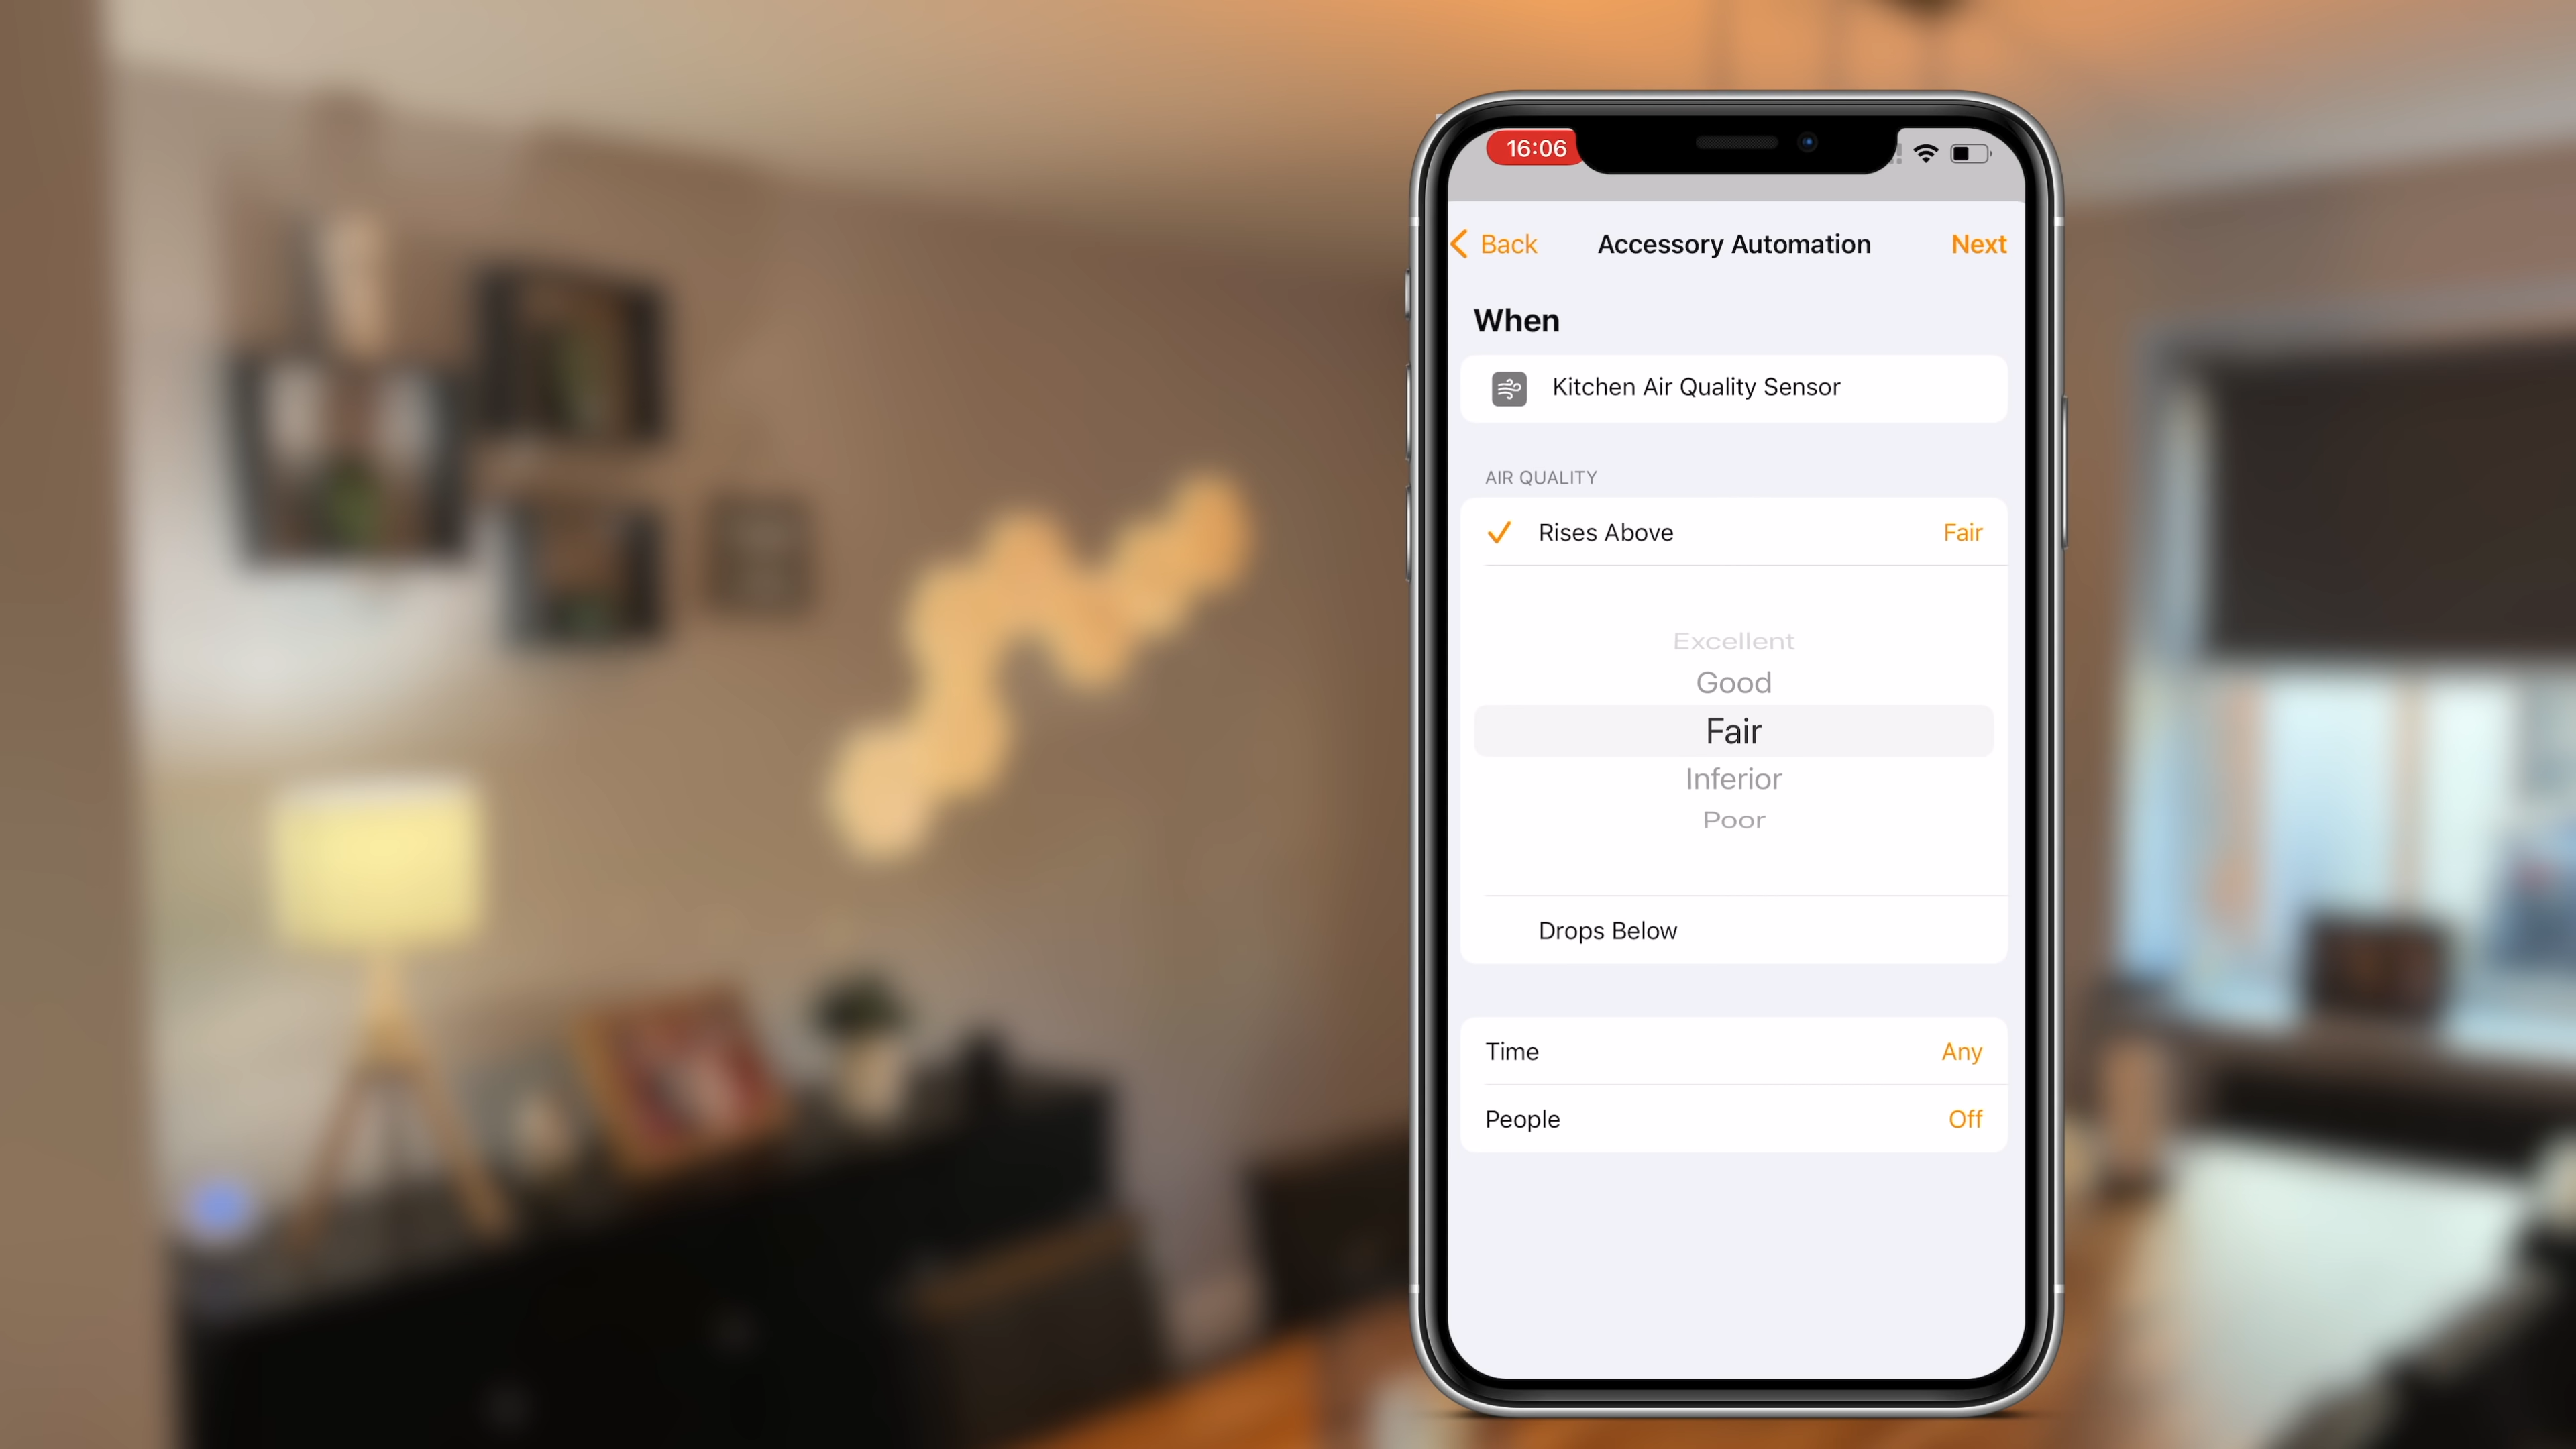 16:06
Back Accessory Automation Next
When
Kitchen Air Quality Sensor
AIR QUALITY
Rises Above Fair
Excellent
Good
Fair
Inferior
Poor
Drops Below
Time Any
People Off